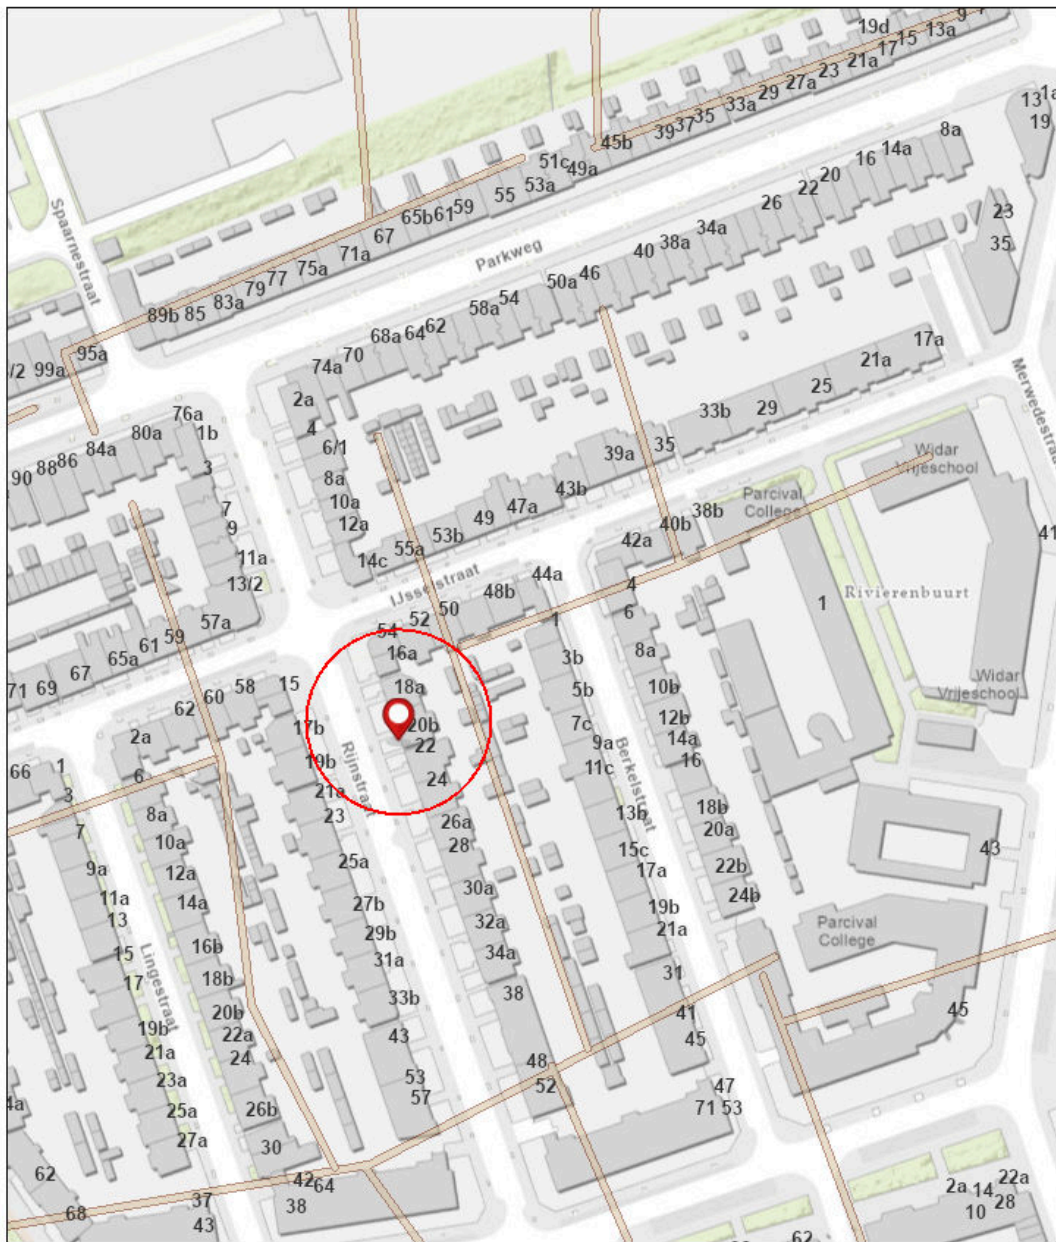 19d 9
15 13a
17
21a
23
27a
29
33a
35
37
39
45b
13 1a
19
8a
14a
16
20
22
26
34a
38a
40
46
50a
54
58a
62
64
68a
70
74a
51c
49a
53a
55
59
61
65b
67
71a
75a
77
79
83a
85
89b
95a
99a
/2
Spaarnestraat
Parkweg
23
35
17a
21a
25
29
33b
35
39a
43b
47a
49
53b
55a
14c
2a
4
6/1
8a
10a
12a
76a
1b
80a
84a
86
88
90
3
7
9
11a
13/2
57a
59
61
65a
67
69
71
Merwedestraat
Widar
Vrijeschool
Parcival
College
38b
40b
42a
41
IJsselstraat
44a
48b
50
52
54
16a
18a
20b
22
24
26a
28
30a
32a
34a
38
48
52
1
3b
5b
7c
9a
11c
13b
15c
17a
19b
21a
31
41
45
47
71 53
4
6
8a
10b
12b
14a
16
18b
20a
22b
24b
Berkelstraat
1
Rivierenbuurt
Widar
Vrijeschool
43
Parcival
College
45
58
60
62
2a
6
8a
10a
12a
14a
16b
18b
20b
22a
24
26b
30
15
17b
19b
21a
23
25a
27b
29b
31a
33b
43
53
57
Rijnstraat
66
1
3
7
9a
11a
13
15
17
19b
21a
23a
25a
27a
Lingestraat
4a
62
68
37
43
42
64
38
2a 14 22a
10 28
62